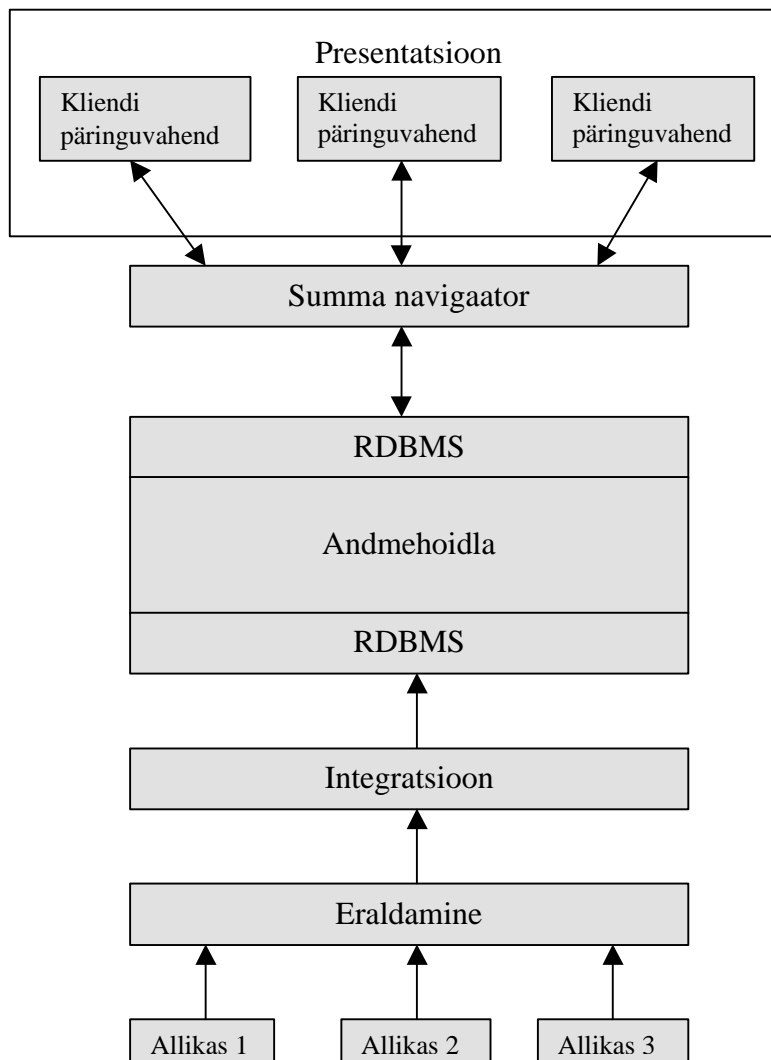 Presentatsioon
Kliendi
päringuvahend
Kliendi
päringuvahend
Kliendi
päringuvahend
Summa navigaator
RDBMS
Andmehoidla
RDBMS
Integratsioon
Eraldamine
Allikas 1
Allikas 2
Allikas 3